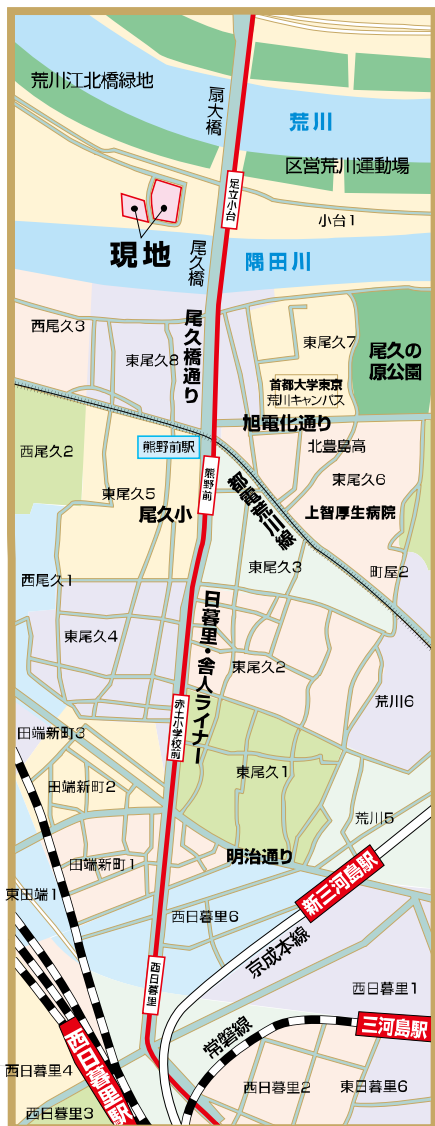 荒川江北橋緑地
扇大橋
荒川
区営荒川運動場
足立小台
小台1
現地
尾久橋
隅田川
西尾久3
東尾久8
尾久橋通り
東尾久7
尾久の
原公園
首都大学東京
荒川キャンパス
旭電化通り
熊野前駅
北豊島高
西尾久2
熊野前
都電荒川線
東尾久6
東尾久5
尾久小
上智厚生病院
東尾久3
町屋2
西尾久1
日暮里・舎人ライナー
東尾久4
東尾久2
荒川6
赤土小学校前
田端新町3
東尾久1
田端新町2
荒川5
田端新町1
明治通り
新三河島駅
東田端1
西日暮里6
京成本線
西日暮里
西日暮里1
常磐線
三河島駅
西日暮里駅
西日暮里4
西日暮里2
東日暮里6
西日暮里3